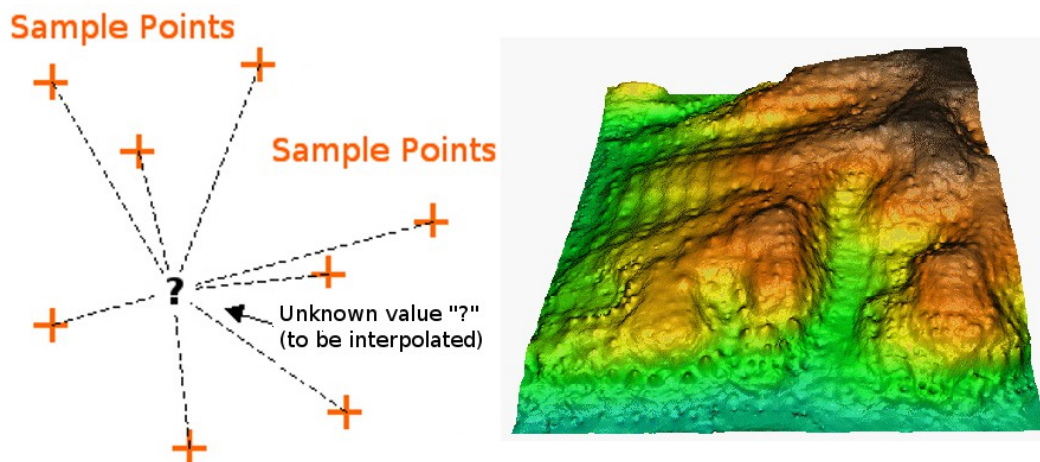 Sample Points
Sample Points
?
Unknown value "?"
(to be interpolated)